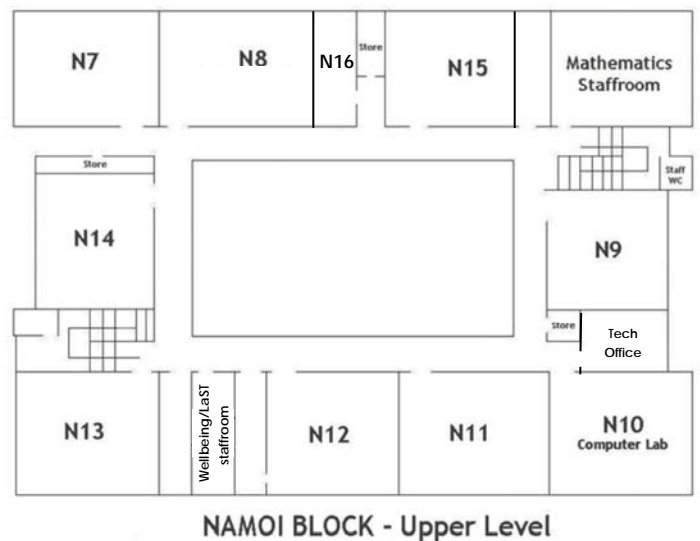 N7
N8
N16
Store
N15
Mathematics
Staffroom
Store
Staff
WC
N14
N9
Store
Tech
Office
N13
Wellbeing/LaST
staffroom
N12
N11
N10
Computer Lab
NAMOI BLOCK - Upper Level